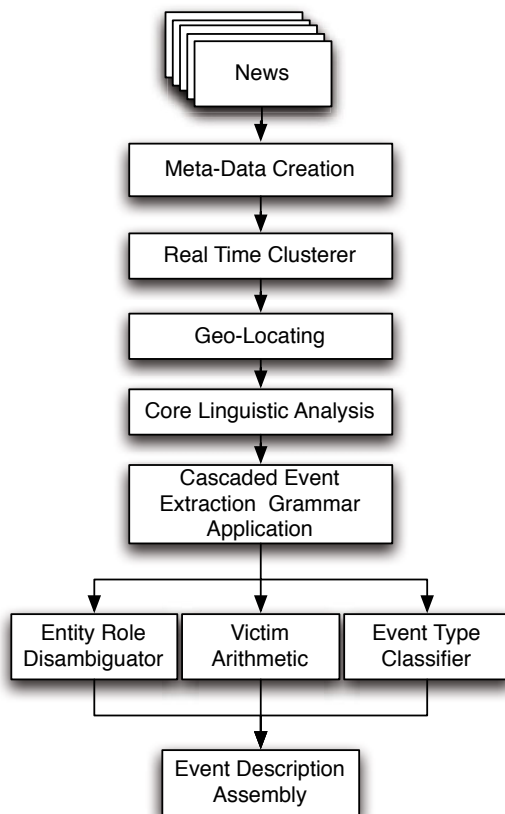 News
Meta-Data Creation
Real Time Clusterer
Geo-Locating
Core Linguistic Analysis
Cascaded Event
Extraction Grammar
Application
Entity Role
Disambiguator
Victim
Arithmetic
Event Type
Classifier
Event Description
Assembly